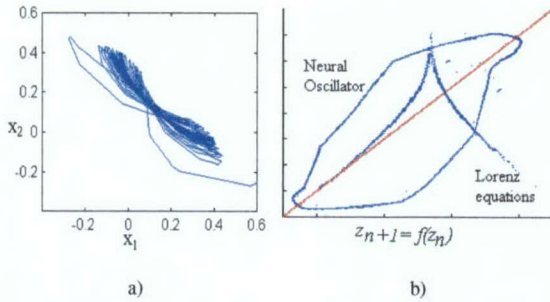 a)
b)
0.6
0.4
0.2
0
-0.2
X2
-0.2
0
0.2
0.4
0.6
X1
Neural
Oscillator
Lorenz
equations
zn+1=f(zn)
a)
b)